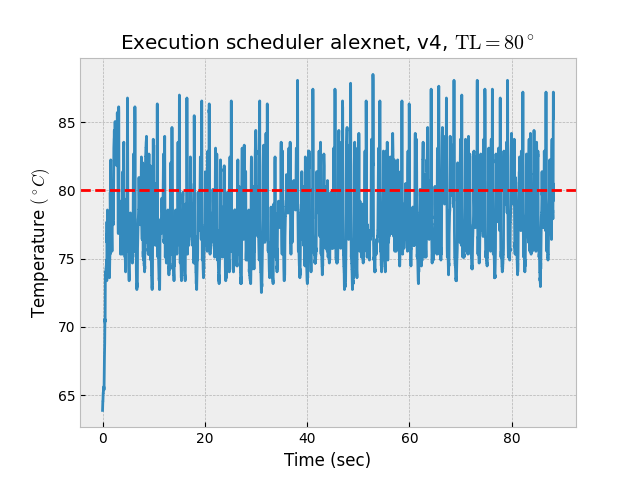 Execution scheduler alexnet, v4, TL = 80°
85
80
75
70
65
Temperature (°C)
0 20 40 60 80
Time (sec)